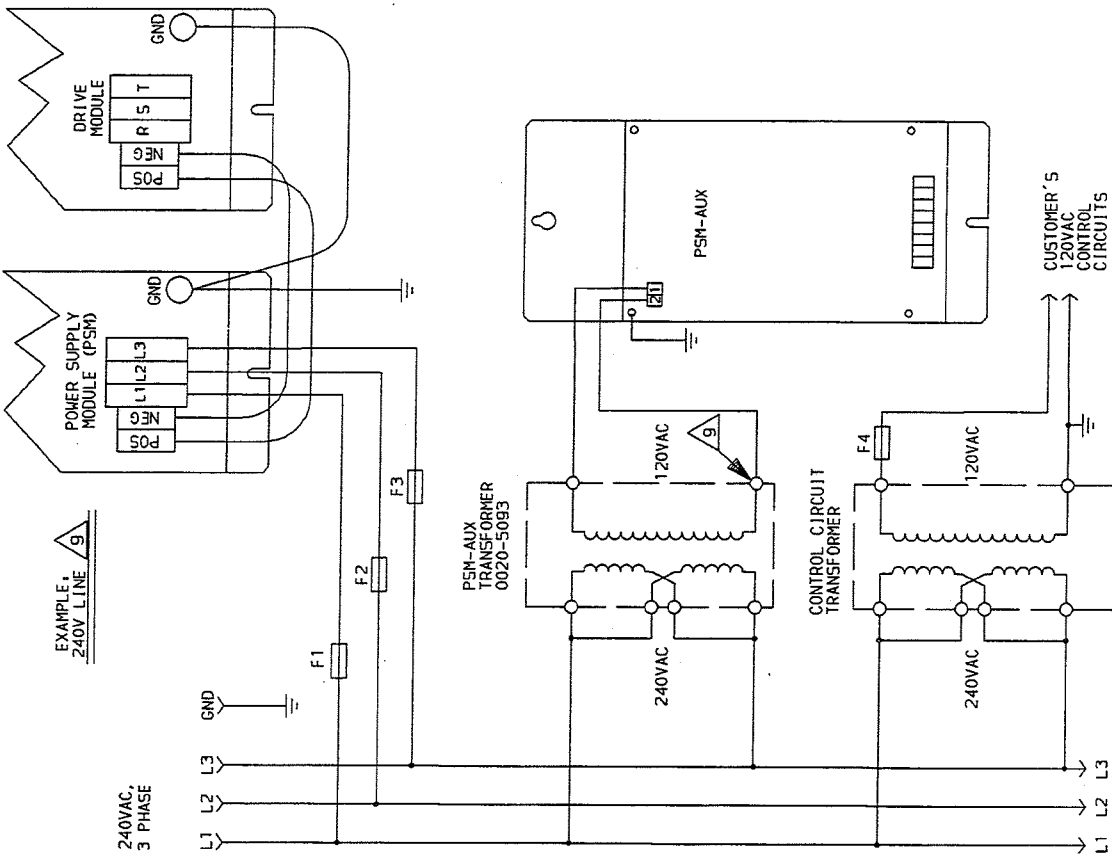 240VAC,
3 PHASE
L1
L2
L3
GND
EXAMPLE:
240V LINE
9
F1
F2
F3
POWER SUPPLY
MODULE (PSM)
POS
NEG
L1
L2
L3
GND
DRIVE
MODULE
POS
NEG
R
S
T
GND
PSM-AUX
TRANSFORMER
0020-5093
240VAC
120VAC
9
2
1
PSM-AUX
CONTROL CIRCUIT
TRANSFORMER
240VAC
120VAC
F4
CUSTOMER'S
120VAC
CONTROL
CIRCUITS
L1
L2
L3